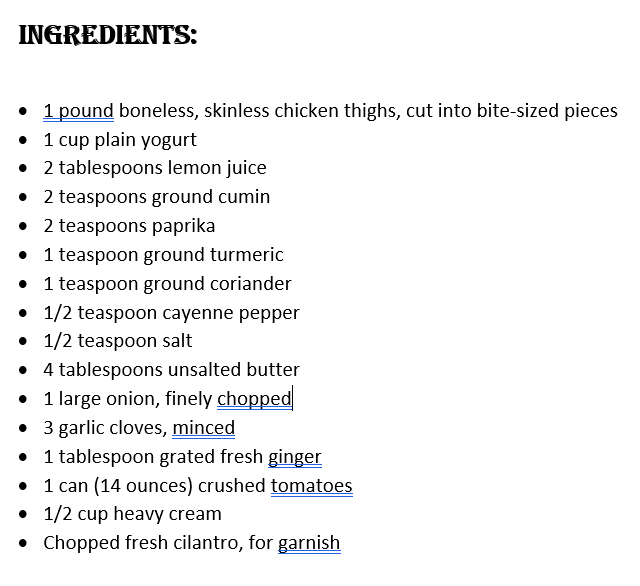 INGREDIENTS:
• 1 pound boneless, skinless chicken thighs, cut into bite-sized pieces
• 1 cup plain yogurt
• 2 tablespoons lemon juice
• 2 teaspoons ground cumin
• 2 teaspoons paprika
• 1 teaspoon ground turmeric
• 1 teaspoon ground coriander
• 1/2 teaspoon cayenne pepper
• 1/2 teaspoon salt
• 4 tablespoons unsalted butter
• 1 large onion, finely chopped
• 3 garlic cloves, minced
• 1 tablespoon grated fresh ginger
• 1 can (14 ounces) crushed tomatoes
• 1/2 cup heavy cream
• Chopped fresh cilantro, for garnish